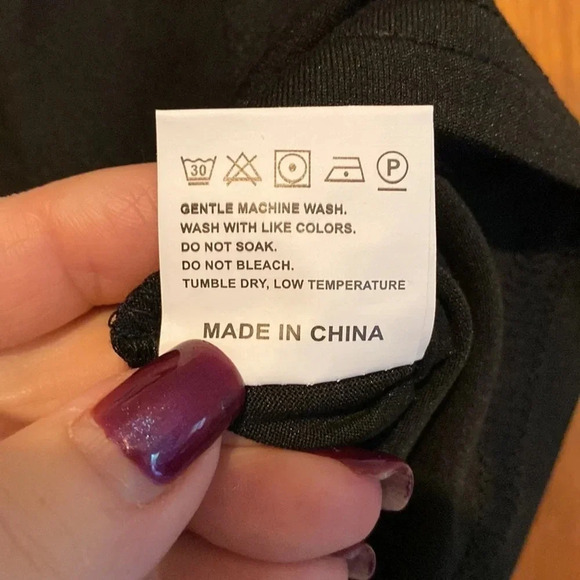 30 P
GENTLE MACHINE WASH.
WASH WITH LIKE COLORS.
DO NOT SOAK.
DO NOT BLEACH.
TUMBLE DRY, LOW TEMPERATURE
MADE IN CHINA